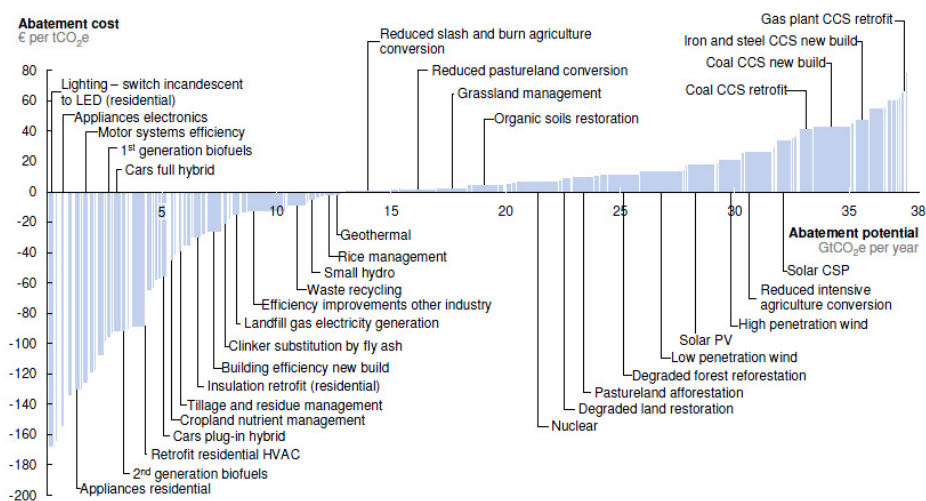 Abatement cost
€ per tCO2e
80
60
40
20
0
-20
-40
-60
-80
-100
-120
-140
-160
-180
-200
Lighting – switch incandescent
to LED (residential)
Appliances electronics
Motor systems efficiency
1st generation biofuels
Cars full hybrid
Reduced slash and burn agriculture
conversion
Reduced pastureland conversion
Grassland management
Organic soils restoration
Gas plant CCS retrofit
Iron and steel CCS new build
Coal CCS new build
Coal CCS retrofit
5
10
15
20
25
30
35
38
Abatement potential
GtCO2e per year
Geothermal
Rice management
Small hydro
Waste recycling
Efficiency improvements other industry
Landfill gas electricity generation
Clinker substitution by fly ash
Building efficiency new build
Insulation retrofit (residential)
Tillage and residue management
Cropland nutrient management
Cars plug-in hybrid
Retrofit residential HVAC
2nd generation biofuels
Appliances residential
Solar CSP
Reduced intensive
agriculture conversion
High penetration wind
Solar PV
Low penetration wind
Degraded forest reforestation
Pastureland afforestation
Degraded land restoration
Nuclear